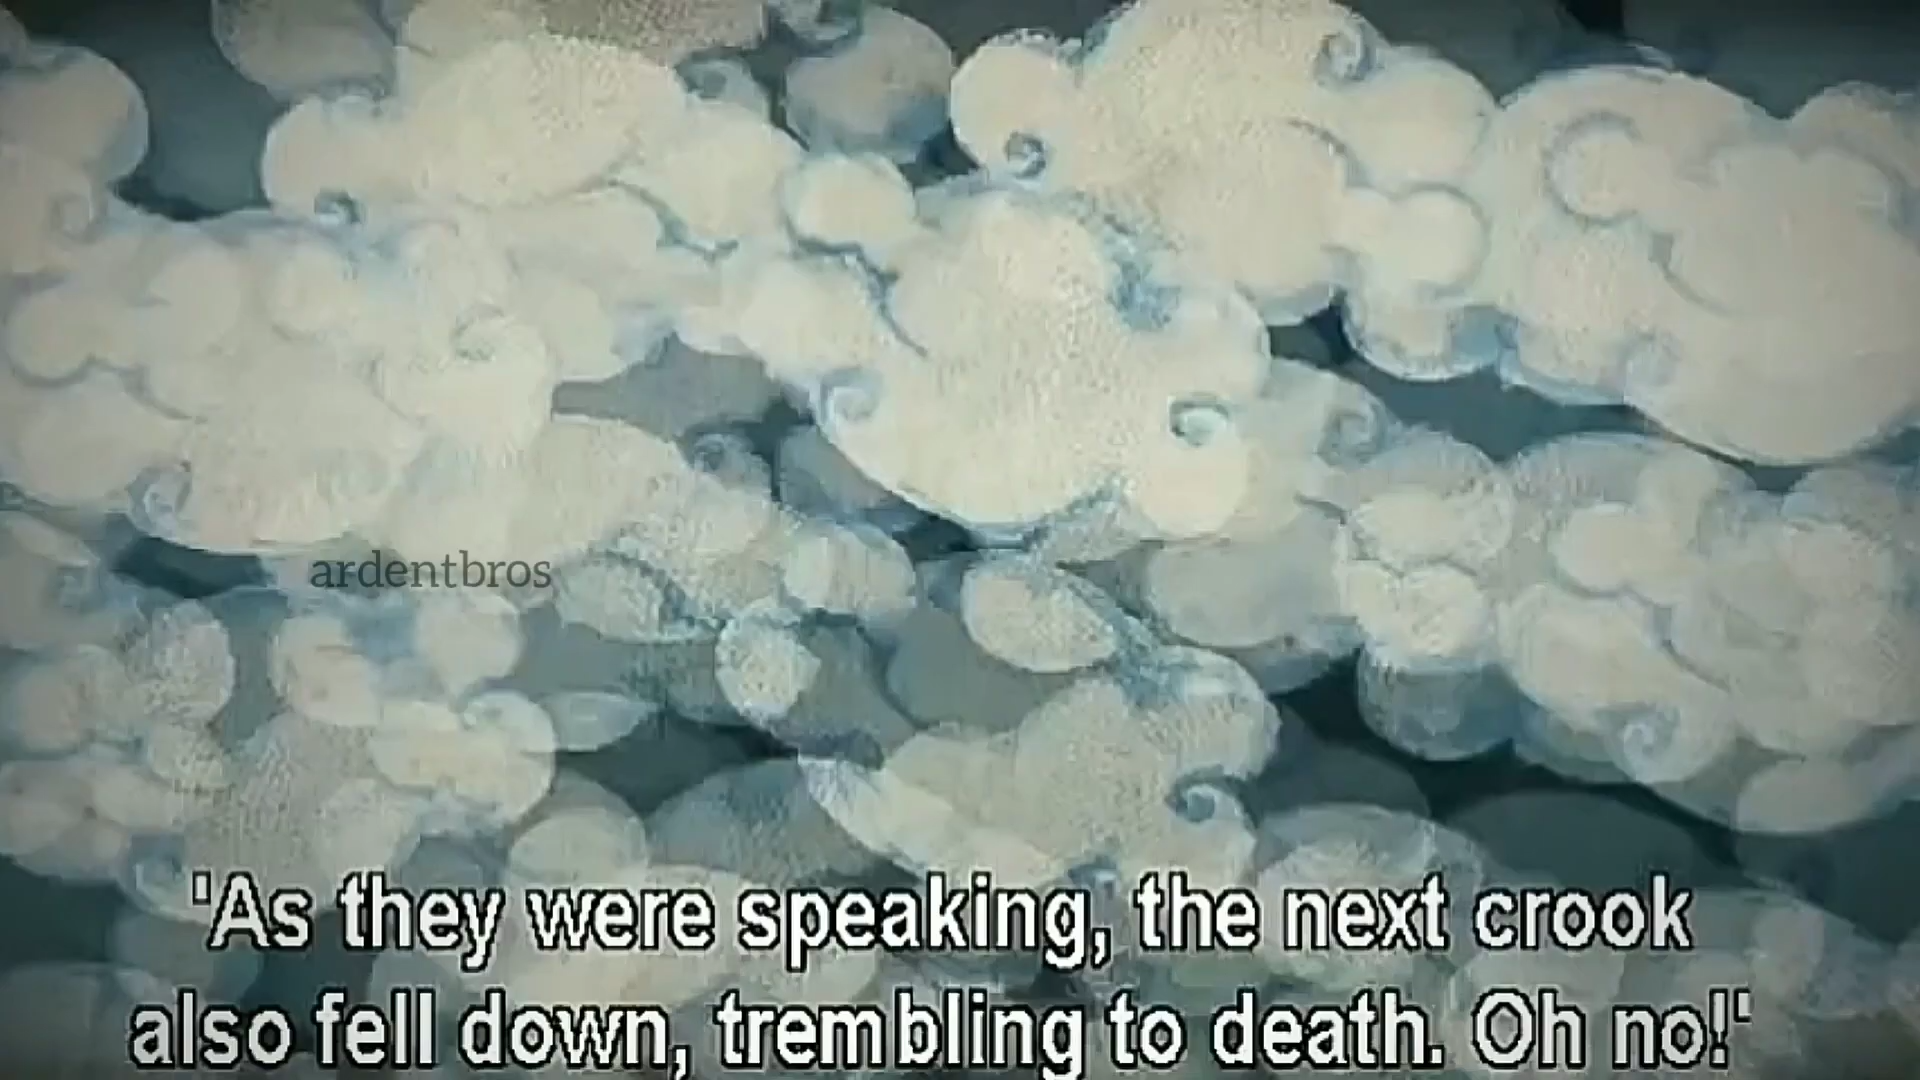 ardentbros
'As they were speaking, the next crook
also fell down, trembling to death. Oh no!'